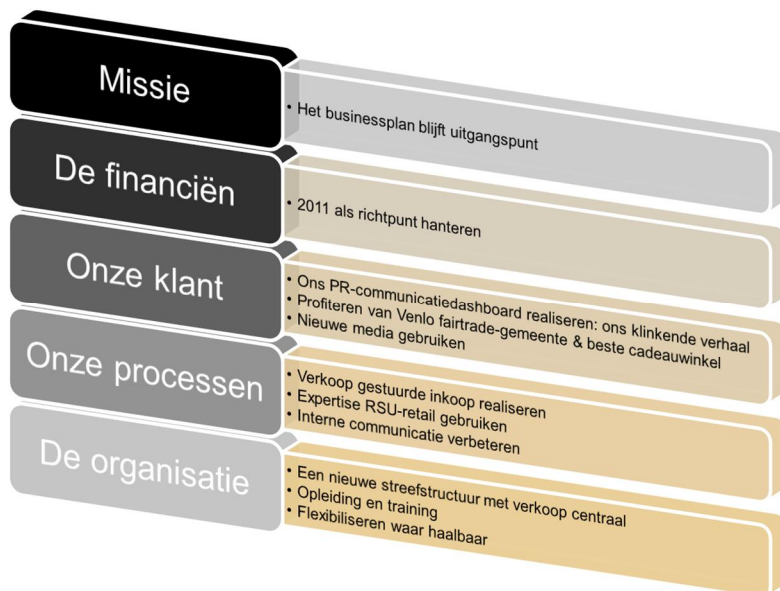 Missie
• Het businessplan blijft uitgangspunt
De financiën
• 2011 als richtpunt hanteren
Onze klant
• Ons PR-communicatiedashboard realiseren: ons klinkende verhaal
• Profiteren van Venlo fairtrade-gemeente & beste cadeauwinkel
• Nieuwe media gebruiken
Onze processen
• Verkoop gestuurde inkoop realiseren
• Expertise RSU-retail gebruiken
• Interne communicatie verbeteren
De organisatie
• Een nieuwe streefstructuur met verkoop centraal
• Opleiding en training
• Flexibiliseren waar haalbaar